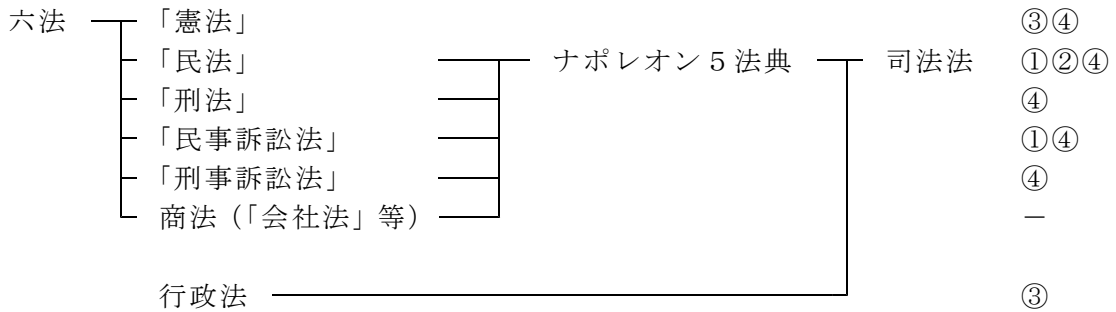 六法 「憲法」 ③④
「民法」 ナポレオン5法典 司法法 ①②④
「刑法」 ④
「民事訴訟法」 ①④
「刑事訴訟法」 ④
商法(「会社法」等) －
行政法 ③